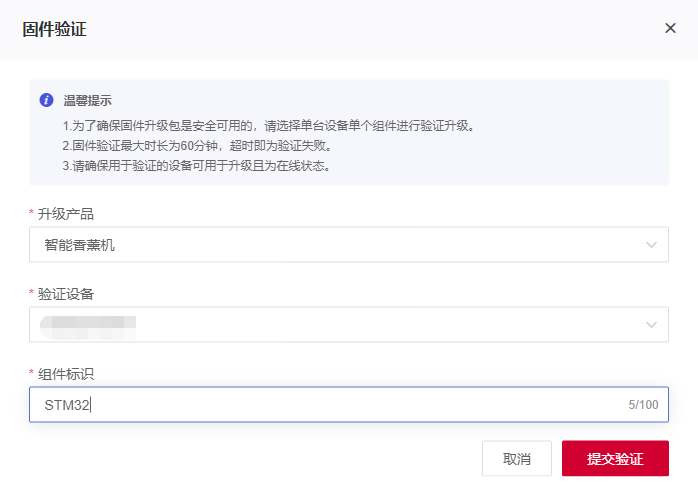 固件验证
温馨提示
1.为了确保固件升级包是安全可用的，请选择单台设备单个组件进行验证升级。
2.固件验证最大时长为60分钟，超时即为验证失败。
3.请确保用于验证的设备可用于升级且为在线状态。
* 升级产品
智能香薰机
* 验证设备
* 组件标识
STM32 5/100
取消 提交验证